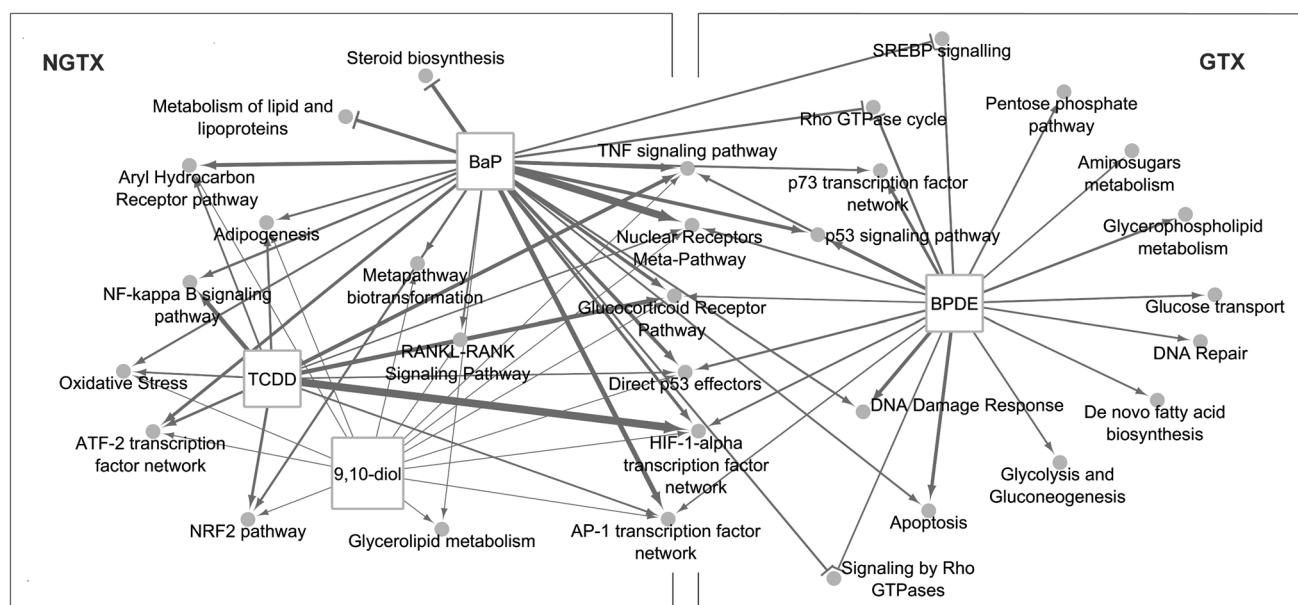 NGTX
GTX
Steroid biosynthesis
SREBP signalling
Metabolism of lipid and
lipoproteins
Rho GTPase cycle
Pentose phosphate
pathway
BaP
TNF signaling pathway
Aminosugars
metabolism
Aryl Hydrocarbon
Receptor pathway
p73 transcription factor
network
Adipogenesis
Nuclear Receptors
Meta-Pathway
p53 signaling pathway
Glycerophospholipid
metabolism
Metapathway
biotransformation
NF-kappa B signaling
pathway
Glucocorticoid Receptor
Pathway
BPDE
Glucose transport
RANKL-RANK
Signaling Pathway
DNA Repair
TCDD
Oxidative Stress
Direct p53 effectors
DNA Damage Response
De novo fatty acid
biosynthesis
ATF-2 transcription
factor network
HIF-1-alpha
transcription factor
network
9,10-diol
Glycolysis and
Gluconeogenesis
NRF2 pathway
Glycerolipid metabolism
AP-1 transcription factor
network
Apoptosis
Signaling by Rho
GTPases